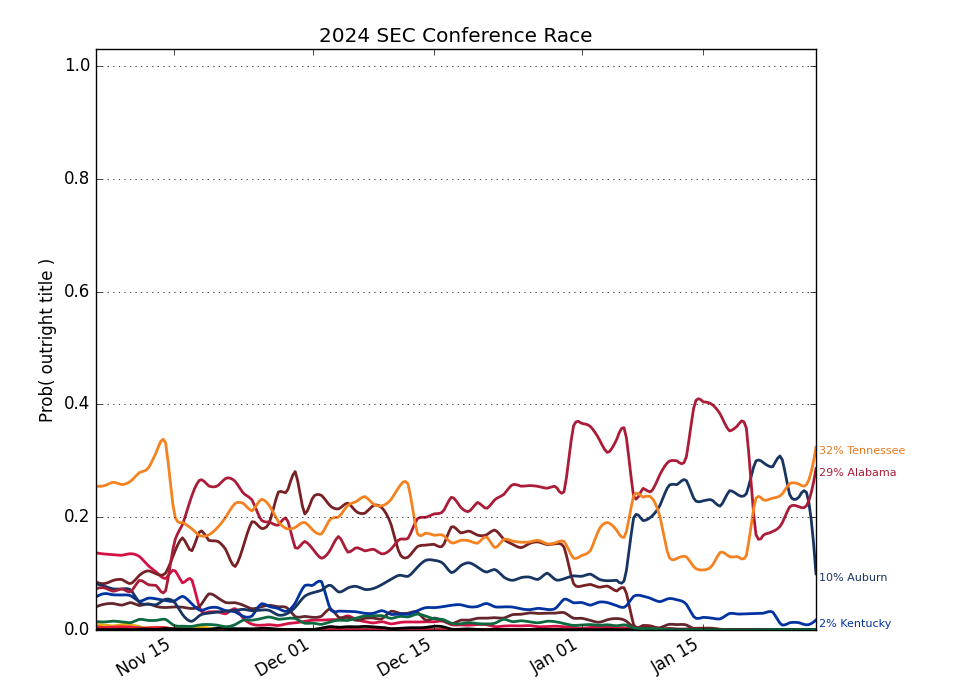 2024 SEC Conference Race
Prob( outright title )
1.0
0.8
0.6
0.4
0.2
0.0
32% Tennessee
29% Alabama
10% Auburn
2% Kentucky
Nov 15
Dec 01
Dec 15
Jan 01
Jan 15